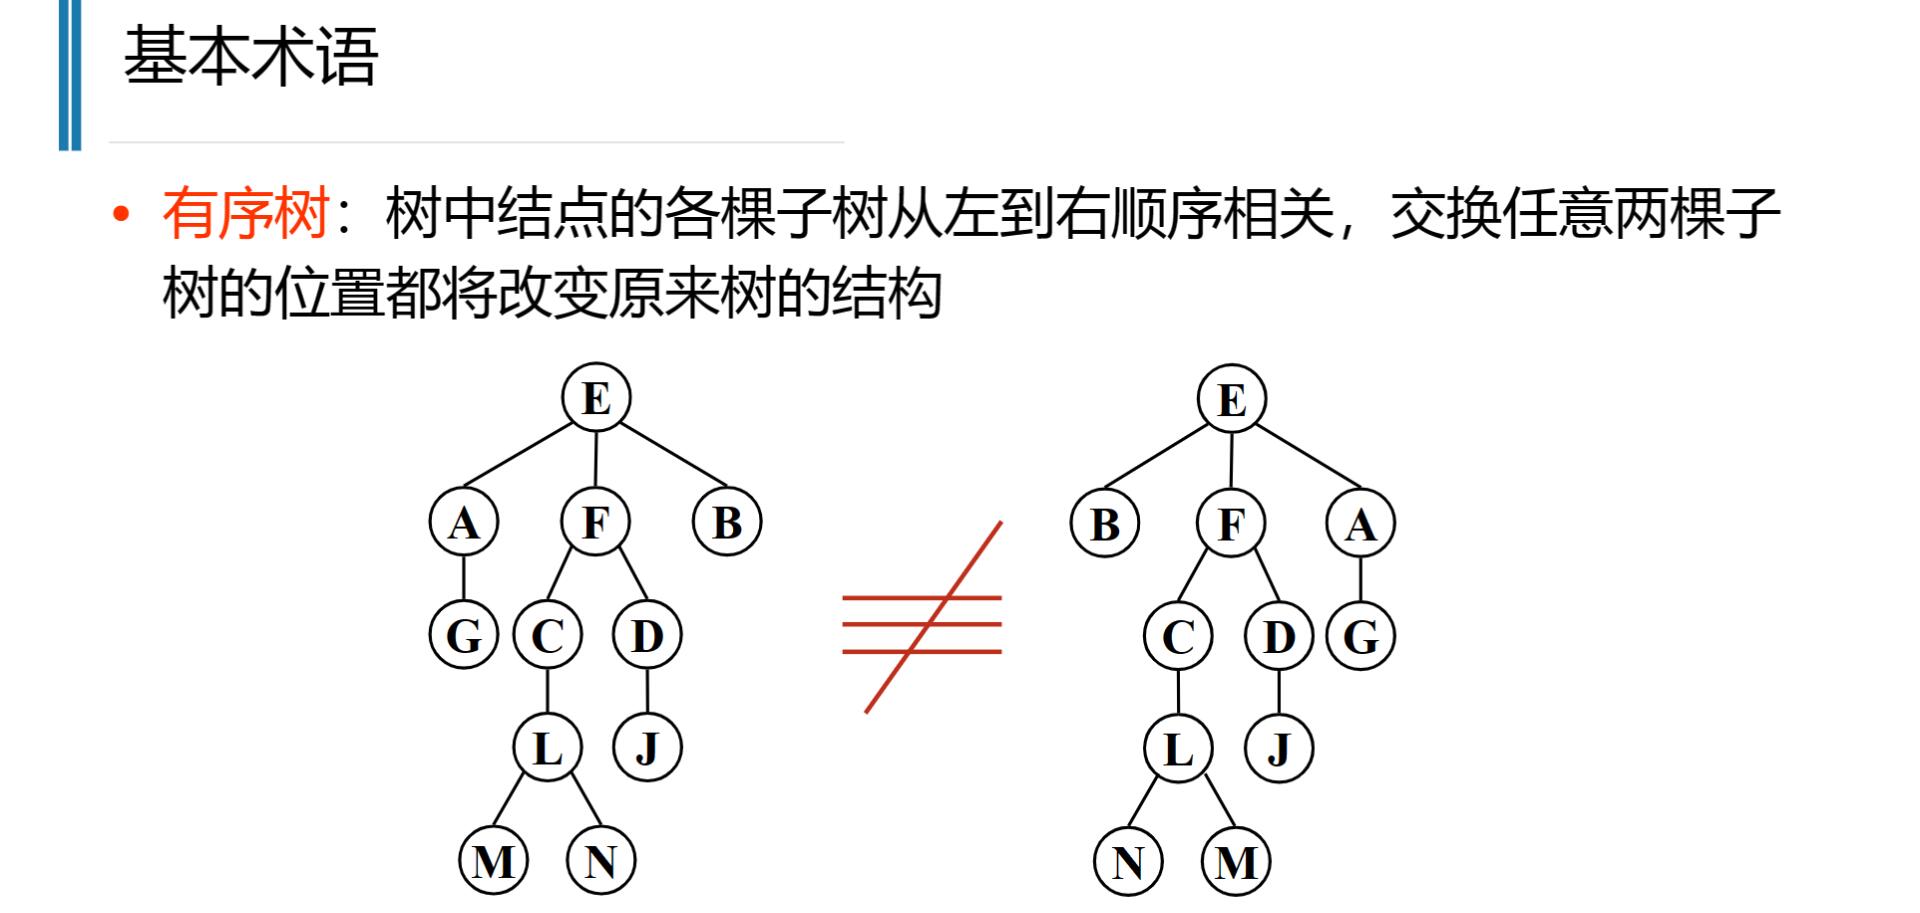 基本术语
• 有序树：树中结点的各棵子树从左到右顺序相关，交换任意两棵子
树的位置都将改变原来树的结构
E E
A F B B F A
G C D C D G
L J L J
M N N M